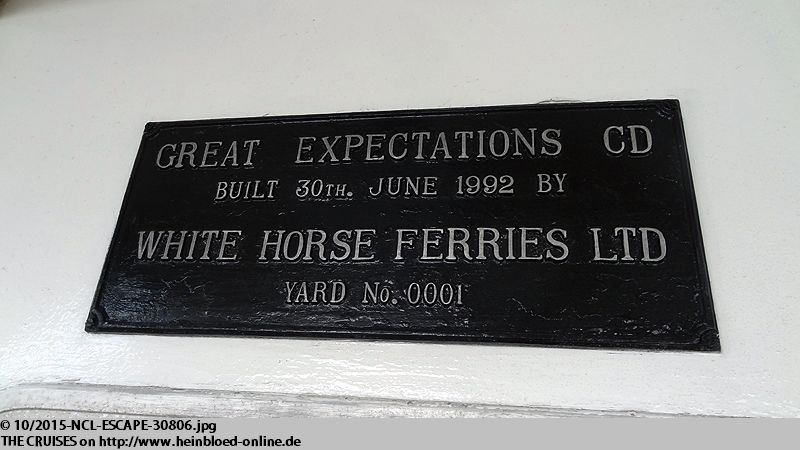 GREAT EXPECTATIONS CD
BUILT 30TH. JUNE 1992 BY
WHITE HORSE FERRIES LTD
YARD No. 0001
© 10/2015-NCL-ESCAPE-30806.jpg
THE CRUISES on http://www.heinbloed-online.de